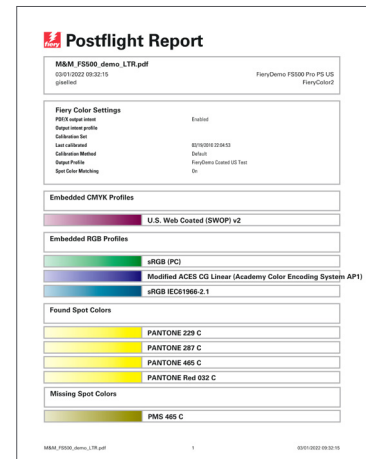 fiery Postflight Report
M&M_FS500_demo_LTR.pdf
03/01/2022 09:32:15 FieryDemo FS500 Pro PS US
giselled FieryColor2
Fiery Color Settings
PDF/X output intent Enabled
Output intent profile
Calibration Set
Last calibrated 02/10/2010 22:04:53
Calibration Method Default
Output Profile FieryDemo Coated US Test
Spot Color Matching On
Embedded CMYK Profiles
U.S. Web Coated (SWOP) v2
Embedded RGB Profiles
sRGB (PC)
Modified ACES CG Linear (Academy Color Encoding System AP1)
sRGB IEC61966-2.1
Found Spot Colors
PANTONE 229 C
PANTONE 287 C
PANTONE 465 C
PANTONE Red 032 C
Missing Spot Colors
PMS 465 C
M&M_FS500_demo_LTR.pdf 1 03/01/2022 09:32:15